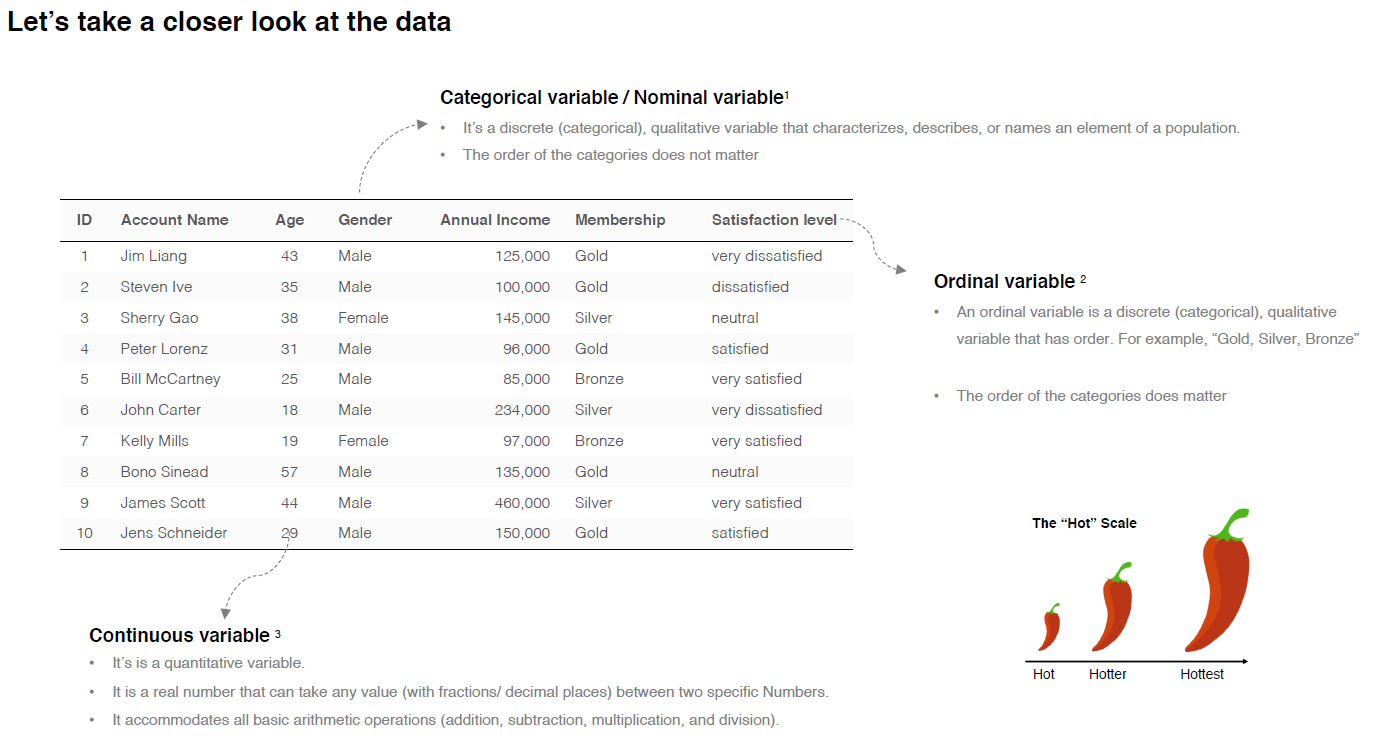 Let’s take a closer look at the data
Categorical variable / Nominal variable¹
• It’s a discrete (categorical), qualitative variable that characterizes, describes, or names an element of a population.
• The order of the categories does not matter
ID Account Name Age Gender Annual Income Membership Satisfaction level
1 Jim Liang 43 Male 125,000 Gold very dissatisfied
2 Steven Ive 35 Male 100,000 Gold dissatisfied
3 Sherry Gao 38 Female 145,000 Silver neutral
4 Peter Lorenz 31 Male 96,000 Gold satisfied
5 Bill McCartney 25 Male 85,000 Bronze very satisfied
6 John Carter 18 Male 234,000 Silver very dissatisfied
7 Kelly Mills 19 Female 97,000 Bronze very satisfied
8 Bono Sinead 57 Male 135,000 Gold neutral
9 James Scott 44 Male 460,000 Silver very satisfied
10 Jens Schneider 29 Male 150,000 Gold satisfied
Ordinal variable ²
• An ordinal variable is a discrete (categorical), qualitative
variable that has order. For example, “Gold, Silver, Bronze”
• The order of the categories does matter
The “Hot” Scale
Hot Hotter Hottest
Continuous variable ³
• It’s is a quantitative variable.
• It is a real number that can take any value (with fractions/ decimal places) between two specific Numbers.
• It accommodates all basic arithmetic operations (addition, subtraction, multiplication, and division).